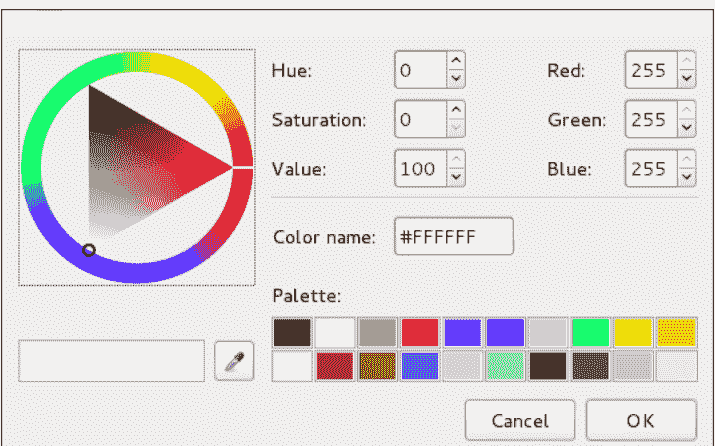 Hue: 0 Red: 255
Saturation: 0 Green: 255
Value: 100 Blue: 255
Color name: #FFFFFF
Palette:
Cancel OK